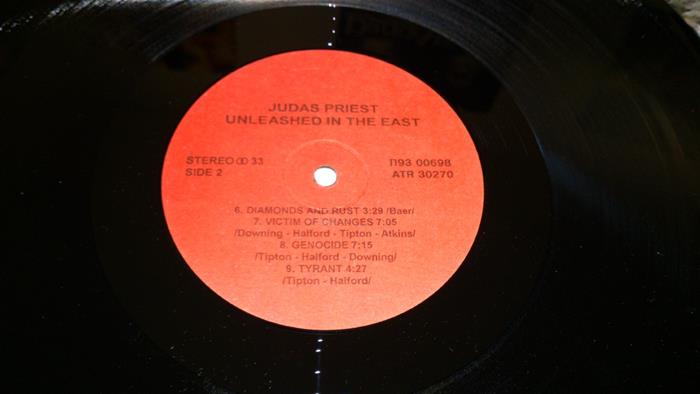 JUDAS PRIEST
UNLEASHED IN THE EAST
STEREO ꝏ 33
SIDE 2
П93 00698
ATR 30270
6. DIAMONDS AND RUST 3:29 /Baer/
7. VICTIM OF CHANGES 7:05
/Downing - Halford - Tipton - Atkins/
8. GENOCIDE 7:15
/Tipton - Halford - Downing/
9. TYRANT 4:27
/Tipton - Halford/